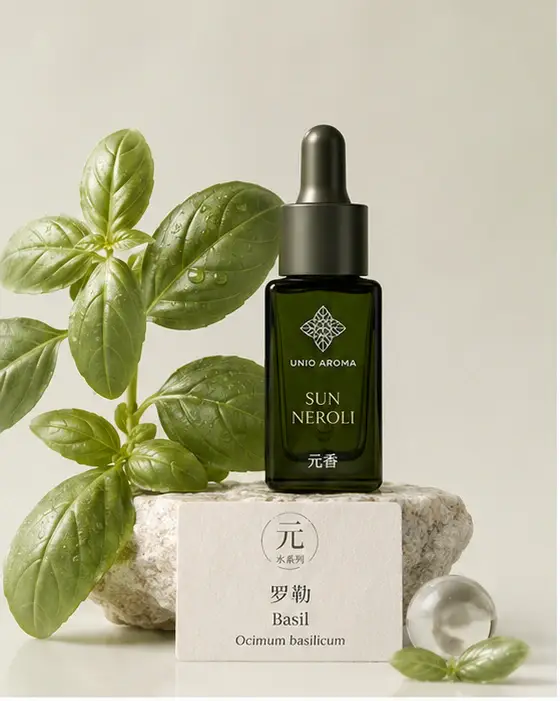 UNIO AROMA
SUN
NEROLI
元香
元
水系列
罗勒
Basil
Ocimum basilicum